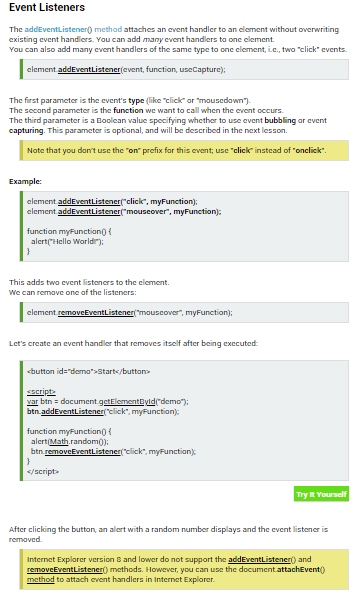 Event Listeners
The addEventListener() method attaches an event handler to an element without overwriting
existing event handlers. You can add many event handlers to one element.
You can also add many event handlers of the same type to one element, i.e., two "click" events.
element.addEventListener(event, function, useCapture);
The first parameter is the event's type (like "click" or "mousedown").
The second parameter is the function we want to call when the event occurs.
The third parameter is a Boolean value specifying whether to use event bubbling or event
capturing. This parameter is optional, and will be described in the next lesson.
Note that you don't use the "on" prefix for this event; use "click" instead of "onclick".
Example:
element.addEventListener("click", myFunction);
element.addEventListener("mouseover", myFunction);
function myFunction() {
alert("Hello World!");
}
This adds two event listeners to the element.
We can remove one of the listeners:
element.removeEventListener("mouseover", myFunction);
Let's create an event handler that removes itself after being executed:
<button id="demo">Start</button>
<script>
var btn = document.getElementById("demo");
btn.addEventListener("click", myFunction);
function myFunction() {
alert(Math.random());
btn.removeEventListener("click", myFunction);
}
</script>
Try It Yourself
After clicking the button, an alert with a random number displays and the event listener is
removed.
Internet Explorer version 8 and lower do not support the addEventListener() and
removeEventListener() methods. However, you can use the document.attachEvent()
method to attach event handlers in Internet Explorer.